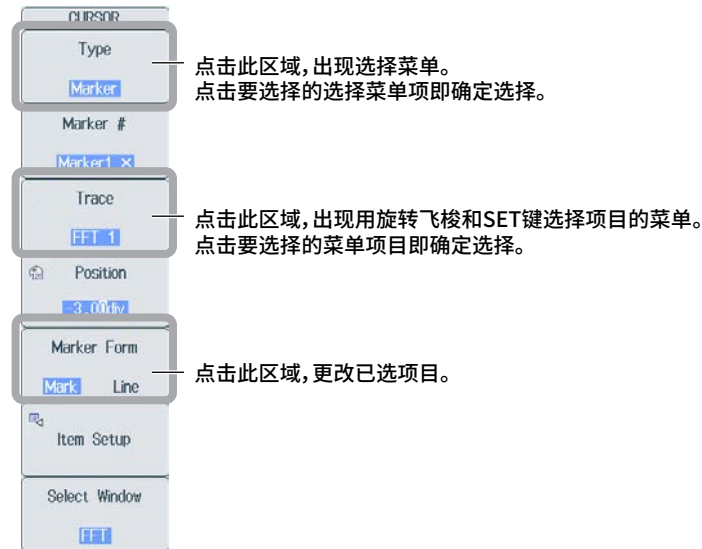 CURSOR
Type
Marker
点击此区域,出现选择菜单。
点击要选择的选择菜单项即确定选择。
Marker #
Marker1 ×
Trace
FFT 1
点击此区域,出现用旋转飞梭和SET键选择项目的菜单。
点击要选择的菜单项目即确定选择。
Position
-3.00div
Marker Form
Mark Line
点击此区域,更改已选项目。
Item Setup
Select Window
FFT